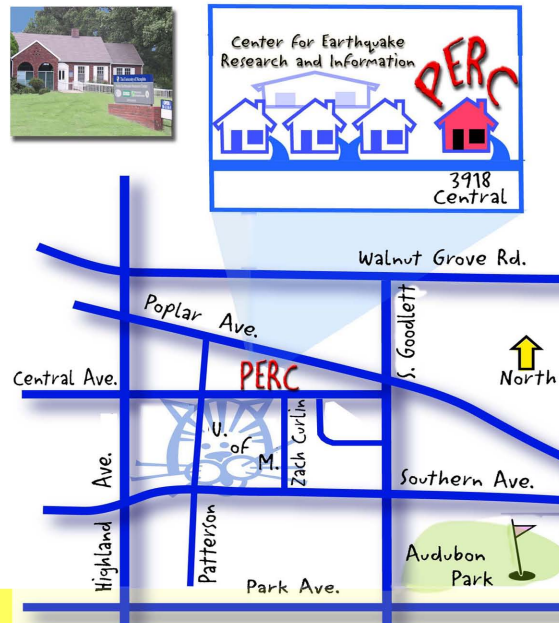 Center for Earthquake
Research and Information
PERC
3918
Central
Walnut Grove Rd.
Poplar Ave.
S. Goodlett
North
Central Ave.
PERC
U.
of
M.
Zach Curlin
Southern Ave.
Highland Ave.
Patterson
Audubon
Park
Park Ave.